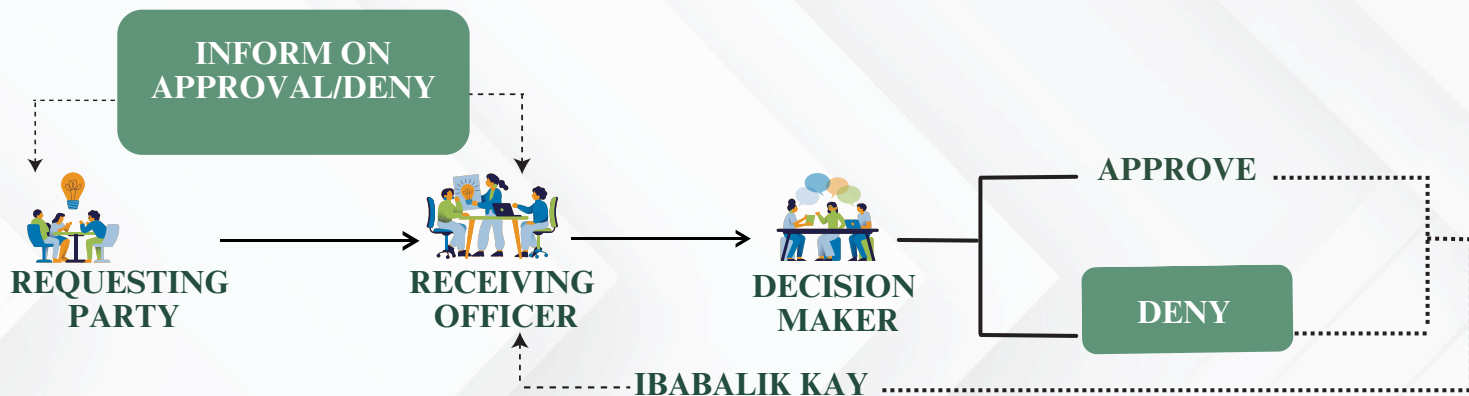 INFORM ON
APPROVAL/DENY
REQUESTING
PARTY
RECEIVING
OFFICER
DECISION
MAKER
APPROVE
DENY
IBABALIK KAY